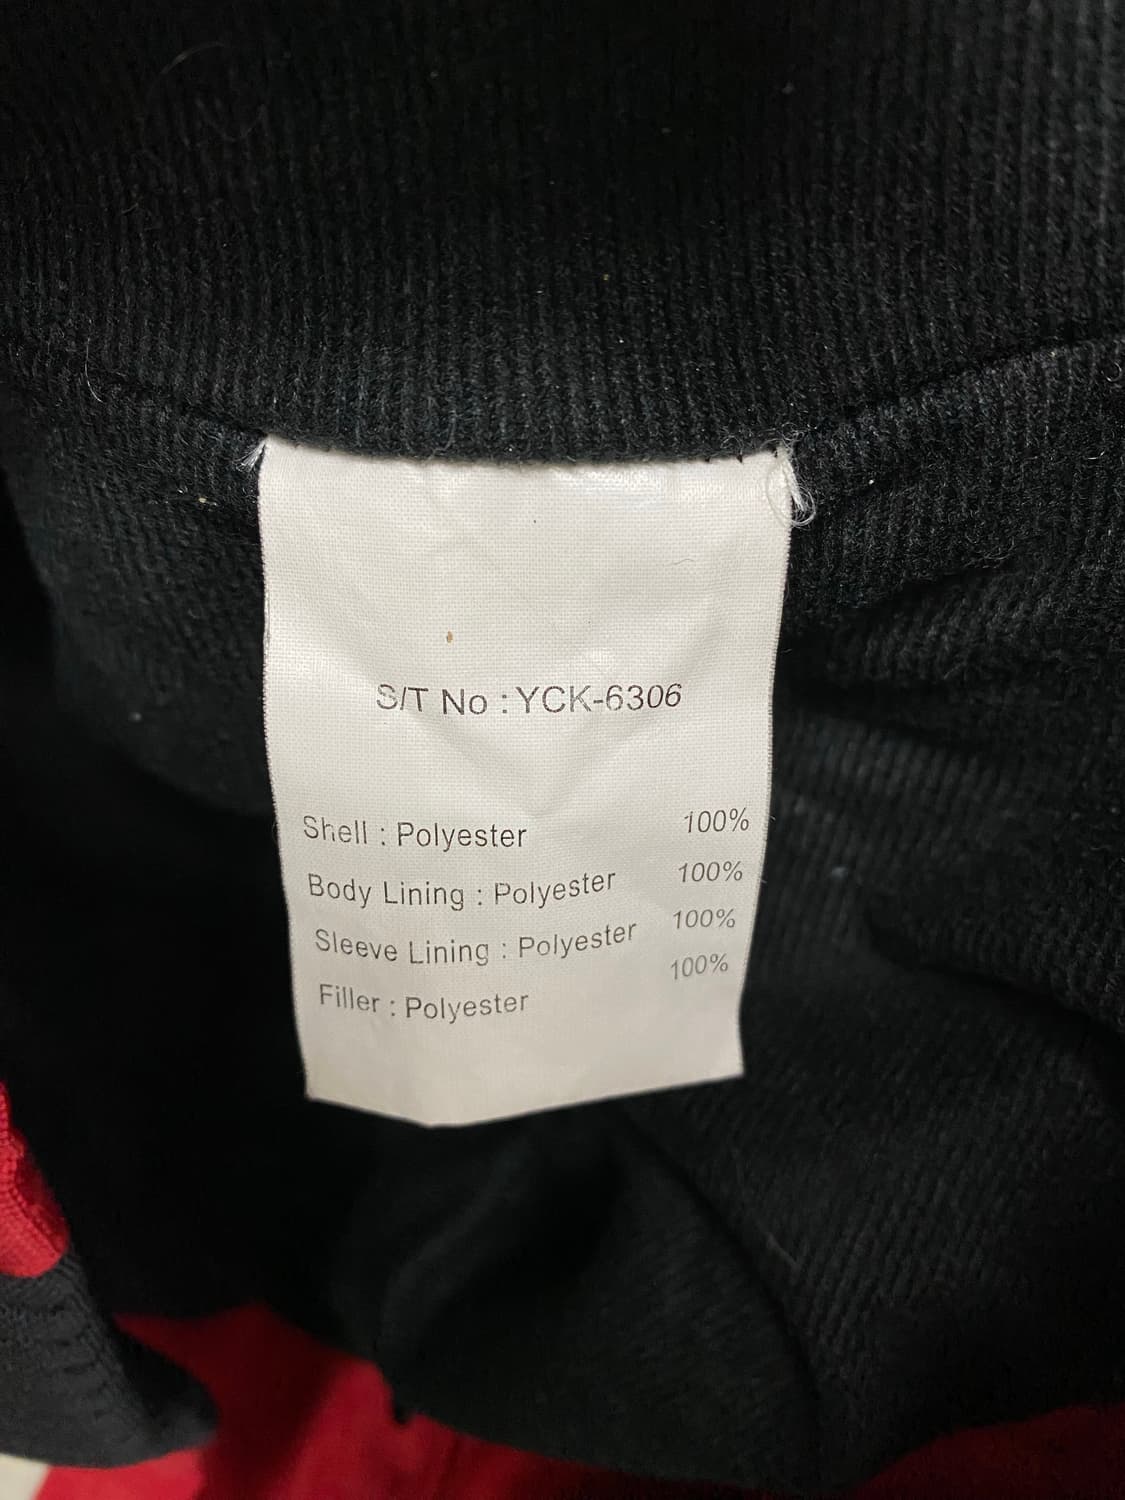 S/T No : YCK-6306
Shell : Polyester 100%
Body Lining : Polyester 100%
Sleeve Lining : Polyester 100%
Filler : Polyester 100%